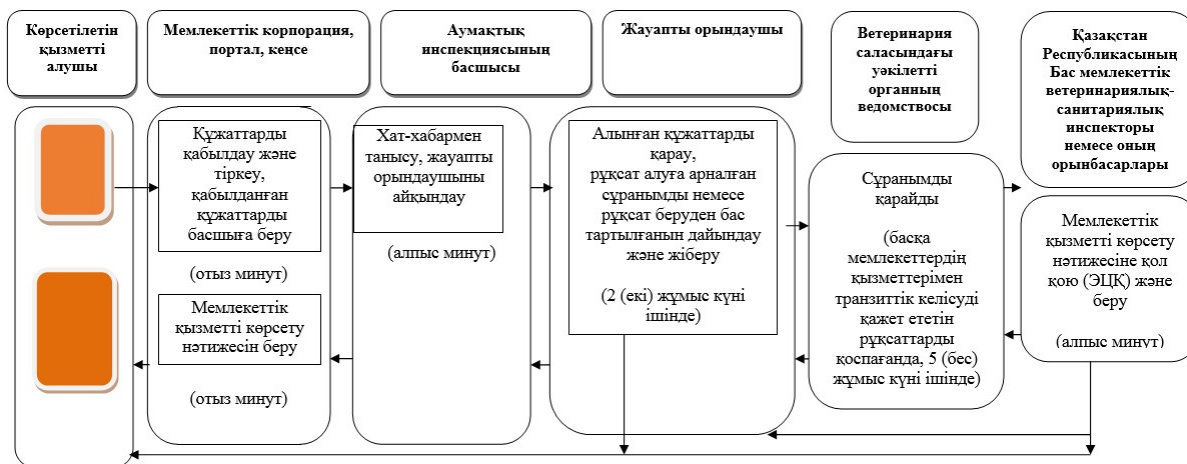 Көрсетілетін
қызметті
алушы
Мемлекеттік корпорация,
портал, кеңсе
Аумақтық
инспекциясының
басшысы
Жауапты орындаушы
Ветеринария
саласындағы
уәкілетті
органның
ведомствосы
Қазақстан
Республикасының
Бас мемлекеттік
ветеринариялық-
санитариялық
инспекторы
немесе оның
орынбасарлары
Құжаттарды
қабылдау және
тіркеу,
қабылданған
құжаттарды
басшыға беру
(отыз минут)
Мемлекеттік
қызметті көрсету
нәтижесін беру
(отыз минут)
Хат-хабармен
танысу, жауапты
орындаушыны
айқындау
(алпыс минут)
Алынған құжаттарды
қарау,
рұқсат алуға арналған
сұранымды немесе
рұқсат беруден бас
тартылғанын дайындау
және жіберу
(2 (екі) жұмыс күні
ішінде)
Сұранымды
қарайды
(басқа
мемлекеттердің
қызметтерімен
транзиттік келісуді
қажет ететін
рұқсаттарды
қоспағанда, 5 (бес)
жұмыс күні ішінде)
Мемлекеттік
қызметті көрсету
нәтижесіне қол
қою (ЭЦҚ) және
беру
(алпыс минут)